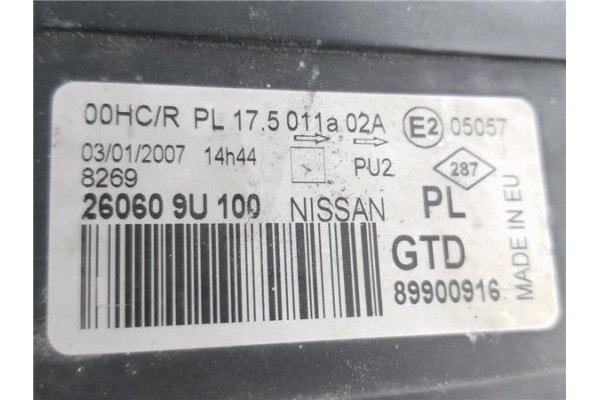 00HC/R PL 17.5 011a 02A E2 05057
03/01/2007 14h44 PU2 287
8269
26060 9U 100 NISSAN PL
GTD
89900916
MADE IN EU